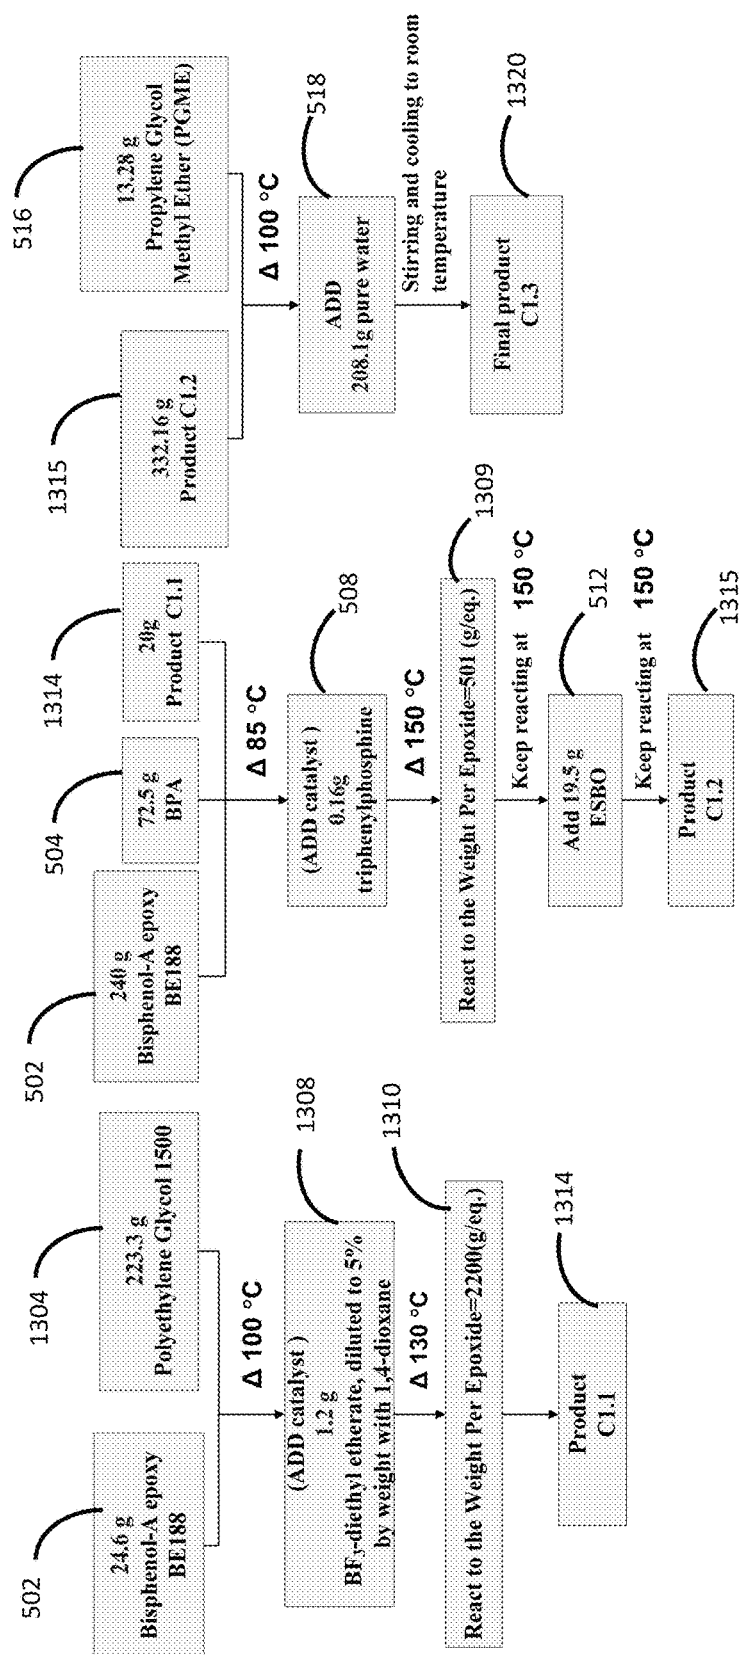 502
24.6 g
Bisphenol-A epoxy
BE188
1304
223.3 g
Polyethylene Glycol 1500
Δ 100 °C
1308
(ADD catalyst )
1.2 g
BF₃-diethyl etherate, diluted to 5%
by weight with 1,4-dioxane
Δ 130 °C
1310
React to the Weight Per Epoxide=2200(g/eq.)
1314
Product
C1.1
502
240 g
Bisphenol-A epoxy
BE188
504
72.5 g
BPA
1314
20g
Product C1.1
Δ 85 °C
508
(ADD catalyst )
0.16g
triphenylphosphine
Δ 150 °C
1309
React to the Weight Per Epoxide=501 (g/eq.)
Keep reacting at 150 °C
512
Add 19.5 g
ESBO
Keep reacting at 150 °C
1315
Product
C1.2
1315
332.16 g
Product C1.2
516
13.28 g
Propylene Glycol
Methyl Ether (PGME)
Δ 100 °C
518
ADD
208.1g pure water
Stirring and cooling to room
temperature
1320
Final product
C1.3